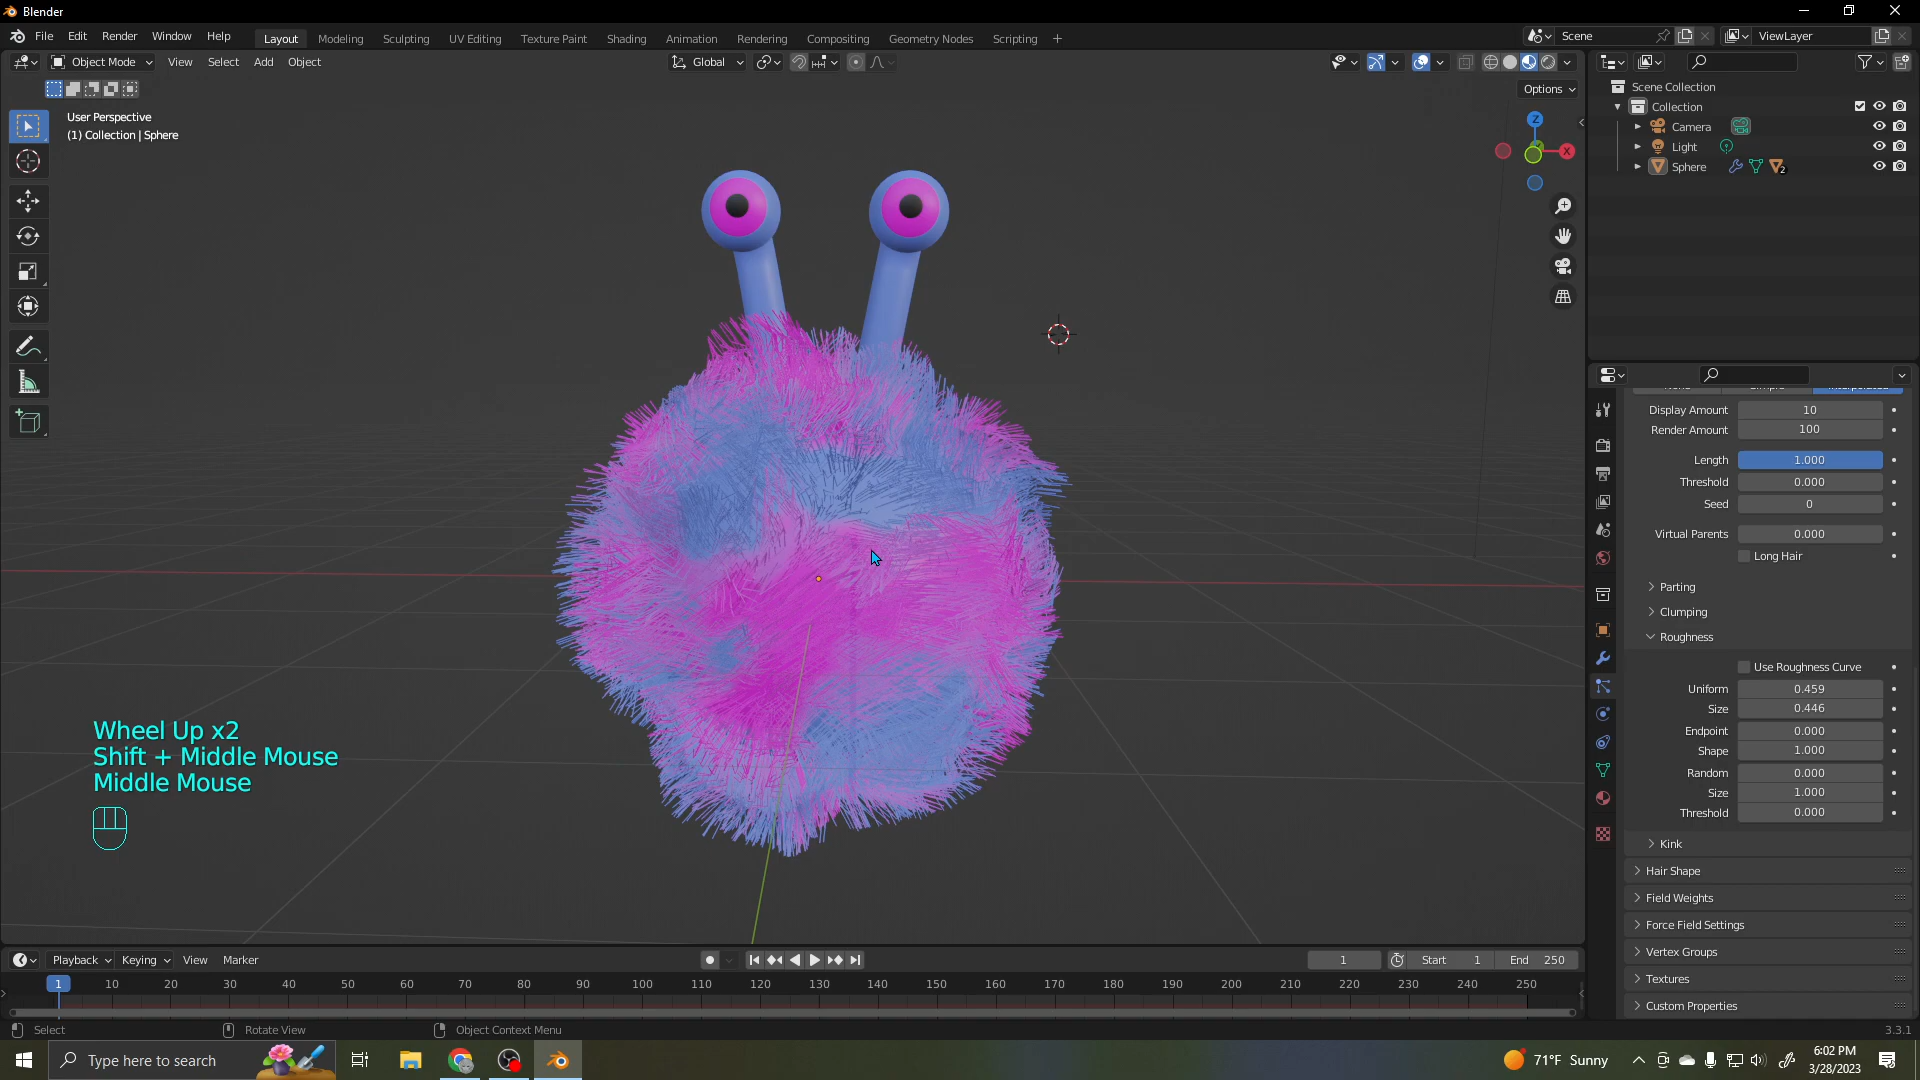 Blender
File Edit Render Window Help Layout Modeling Sculpting UV Editing Texture Paint Shading Animation Rendering Compositing Geometry Nodes Scripting + Scene ViewLayer
Object Mode View Select Add Object Global
Options
User Perspective
(1) Collection | Sphere
Z
X
Scene Collection
Collection
Camera
Light
Sphere
2
Display Amount 10
Render Amount 100
Length 1.000
Threshold 0.000
Seed 0
Virtual Parents 0.000
Long Hair
Parting
Clumping
Roughness
Use Roughness Curve
Uniform 0.459
Size 0.446
Endpoint 0.000
Shape 1.000
Random 0.000
Size 1.000
Threshold 0.000
Kink
Hair Shape
Field Weights
Force Field Settings
Vertex Groups
Textures
Custom Properties
Wheel Up x2
Shift + Middle Mouse
Middle Mouse
Playback Keying View Marker 1 Start 1 End 250
1 10 20 30 40 50 60 70 80 90 100 110 120 130 140 150 160 170 180 190 200 210 220 230 240 250
Select Rotate View Object Context Menu 3.3.1
Type here to search 71°F Sunny 6:02 PM
3/28/2023